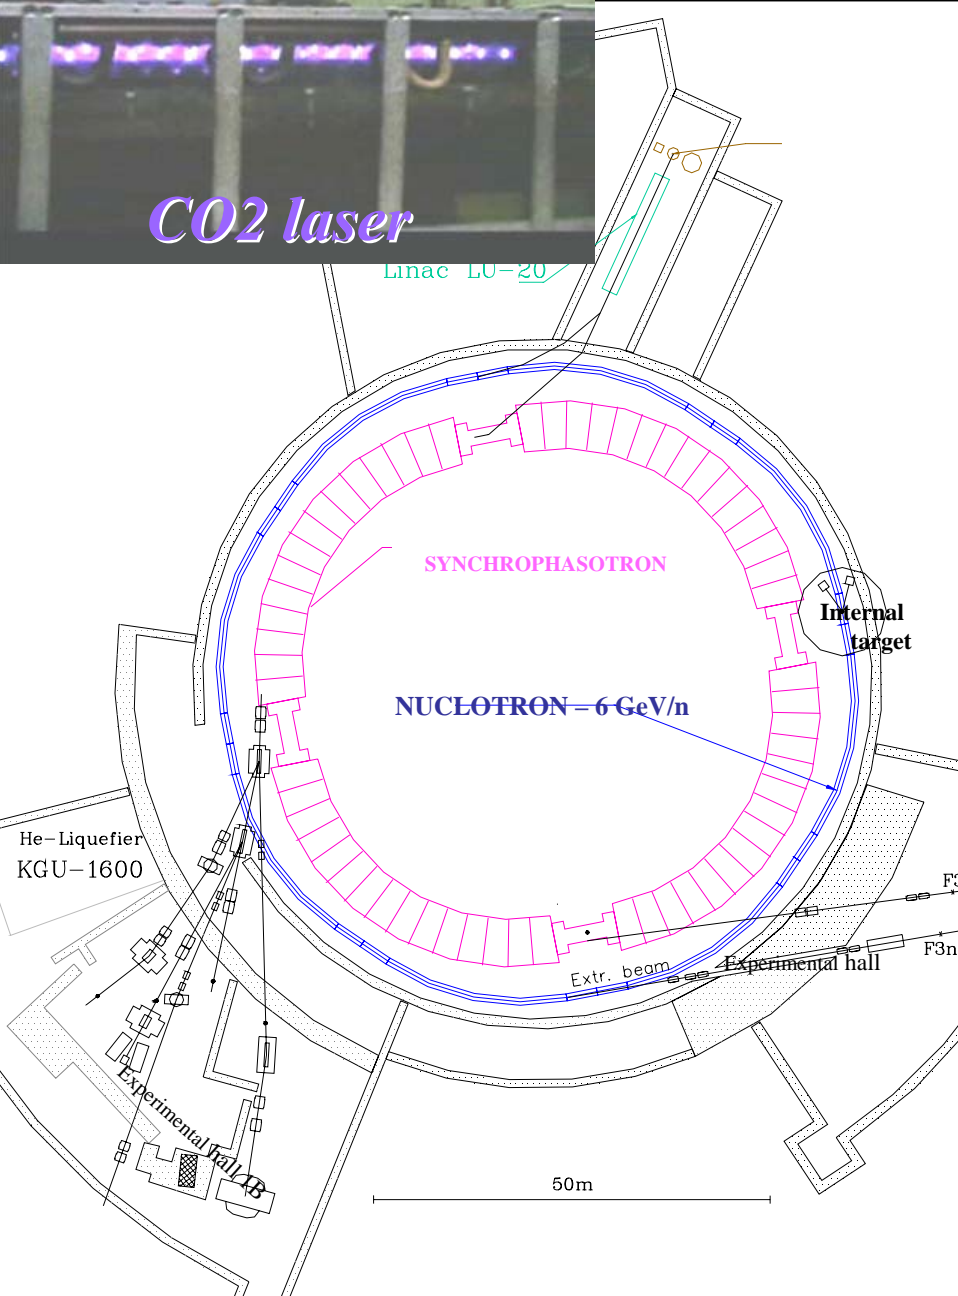 CO2 laser
Linac LU-20
SYNCHROPHASOTRON
Internal
target
NUCLOTRON – 6 GeV/n
He-Liquefier
KGU-1600
F3
F3n
Experimental hall
Extr. beam
Experimental hall 1B
50m